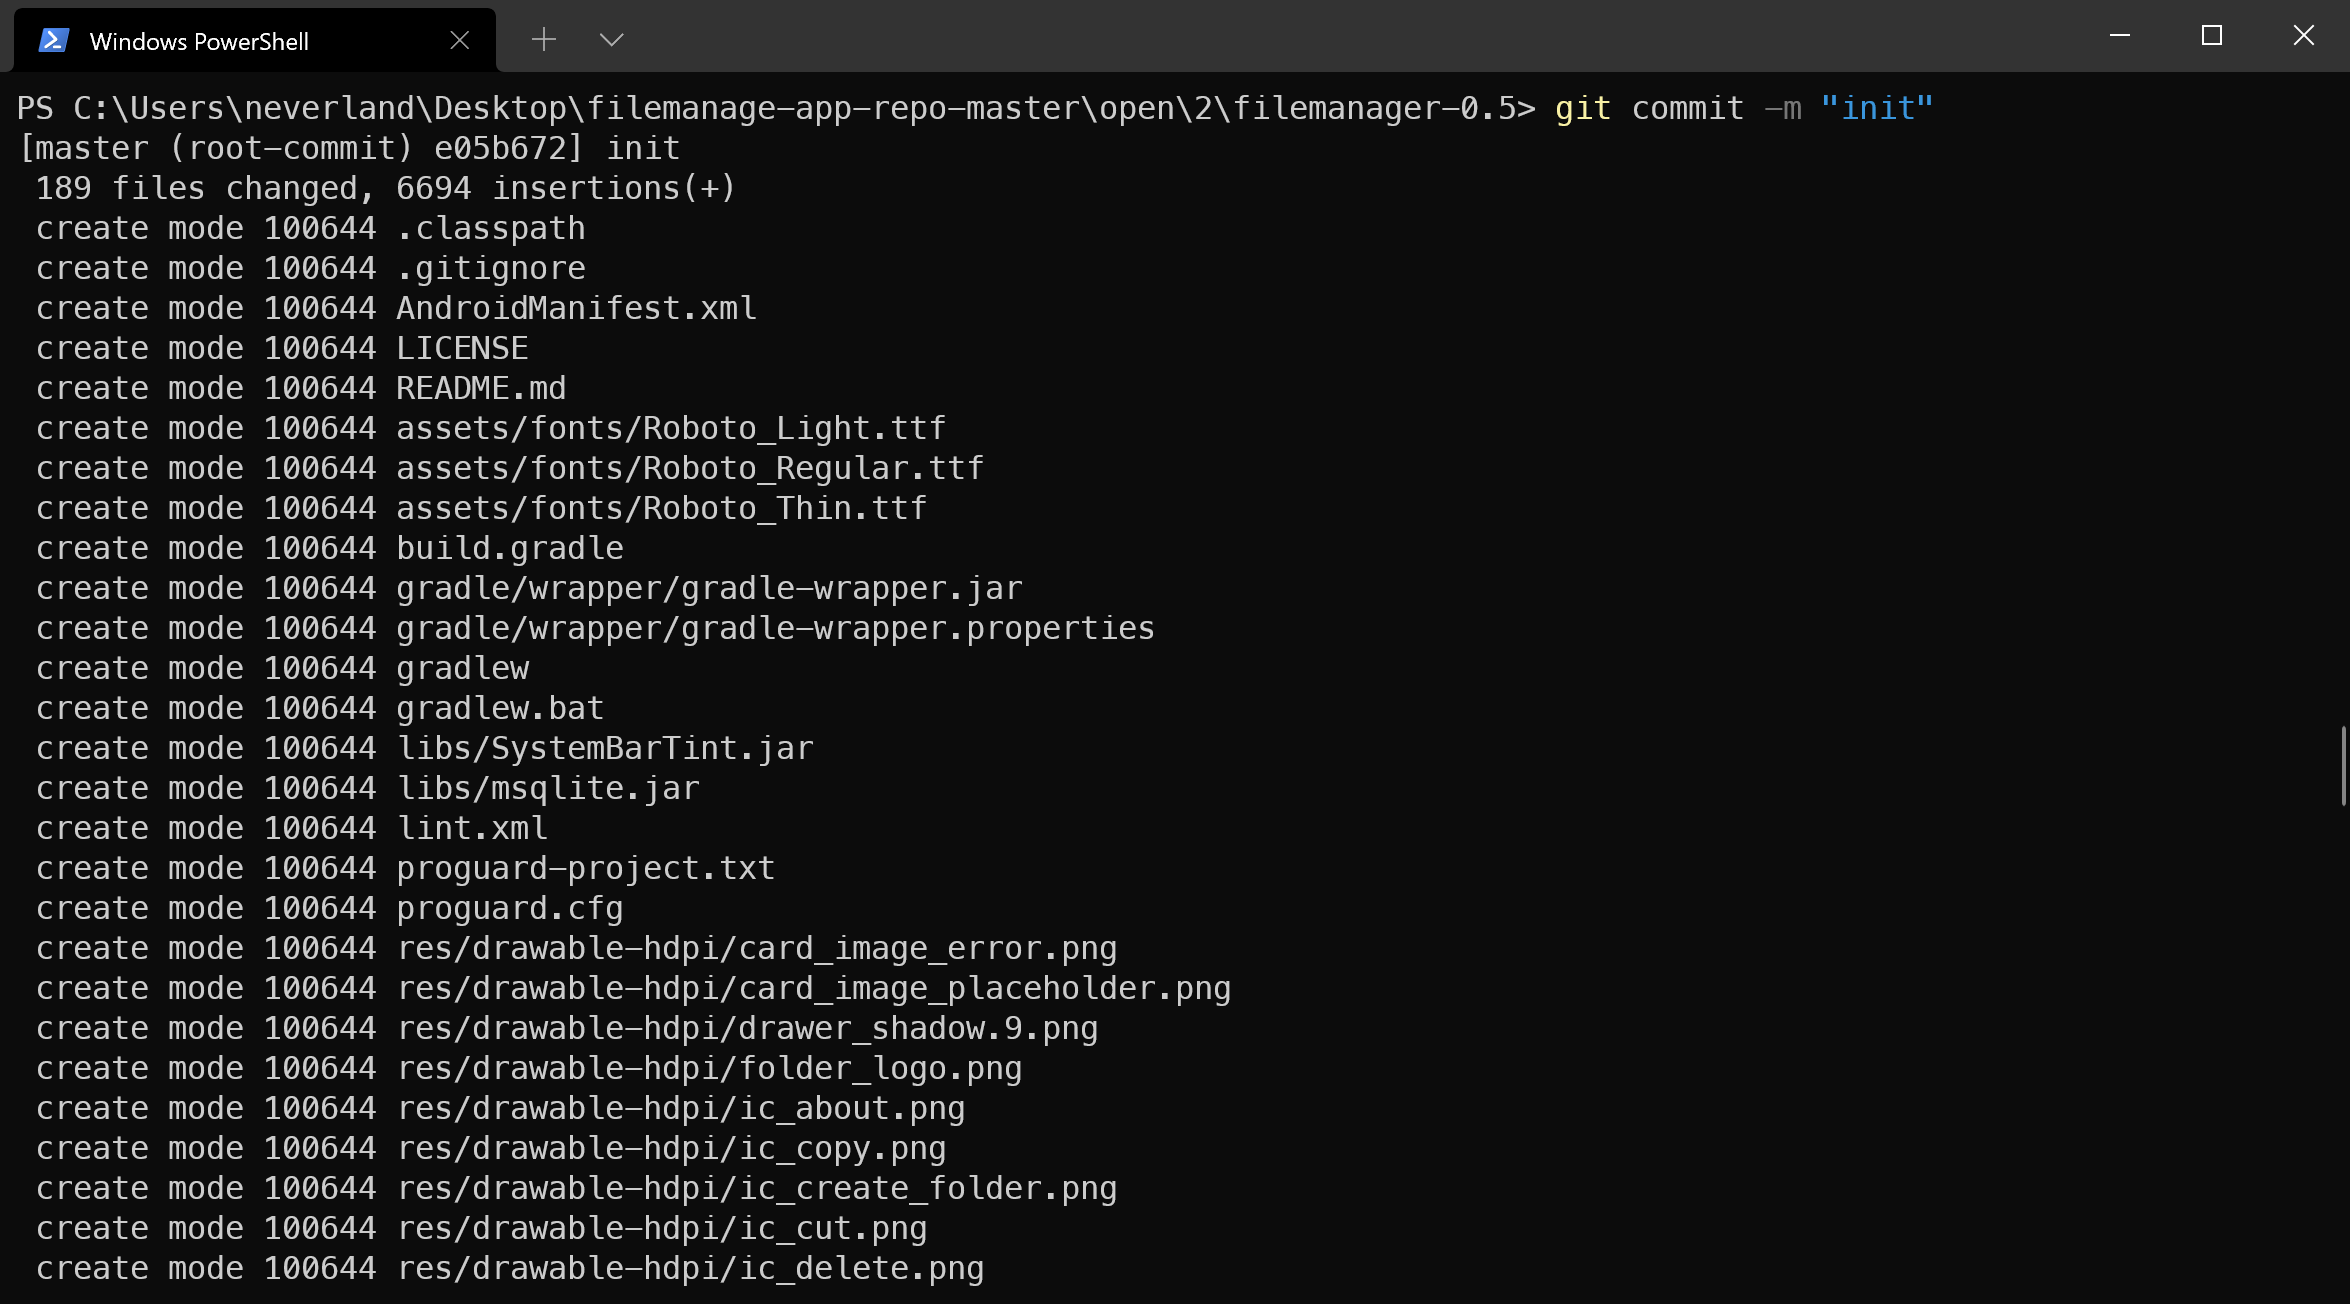 Windows PowerShell
PS C:\Users\neverland\Desktop\filemanage-app-repo-master\open\2\filemanager-0.5> git commit -m "init"
[master (root-commit) e05b672] init
 189 files changed, 6694 insertions(+)
 create mode 100644 .classpath
 create mode 100644 .gitignore
 create mode 100644 AndroidManifest.xml
 create mode 100644 LICENSE
 create mode 100644 README.md
 create mode 100644 assets/fonts/Roboto_Light.ttf
 create mode 100644 assets/fonts/Roboto_Regular.ttf
 create mode 100644 assets/fonts/Roboto_Thin.ttf
 create mode 100644 build.gradle
 create mode 100644 gradle/wrapper/gradle-wrapper.jar
 create mode 100644 gradle/wrapper/gradle-wrapper.properties
 create mode 100644 gradlew
 create mode 100644 gradlew.bat
 create mode 100644 libs/SystemBarTint.jar
 create mode 100644 libs/msqlite.jar
 create mode 100644 lint.xml
 create mode 100644 proguard-project.txt
 create mode 100644 proguard.cfg
 create mode 100644 res/drawable-hdpi/card_image_error.png
 create mode 100644 res/drawable-hdpi/card_image_placeholder.png
 create mode 100644 res/drawable-hdpi/drawer_shadow.9.png
 create mode 100644 res/drawable-hdpi/folder_logo.png
 create mode 100644 res/drawable-hdpi/ic_about.png
 create mode 100644 res/drawable-hdpi/ic_copy.png
 create mode 100644 res/drawable-hdpi/ic_create_folder.png
 create mode 100644 res/drawable-hdpi/ic_cut.png
 create mode 100644 res/drawable-hdpi/ic_delete.png